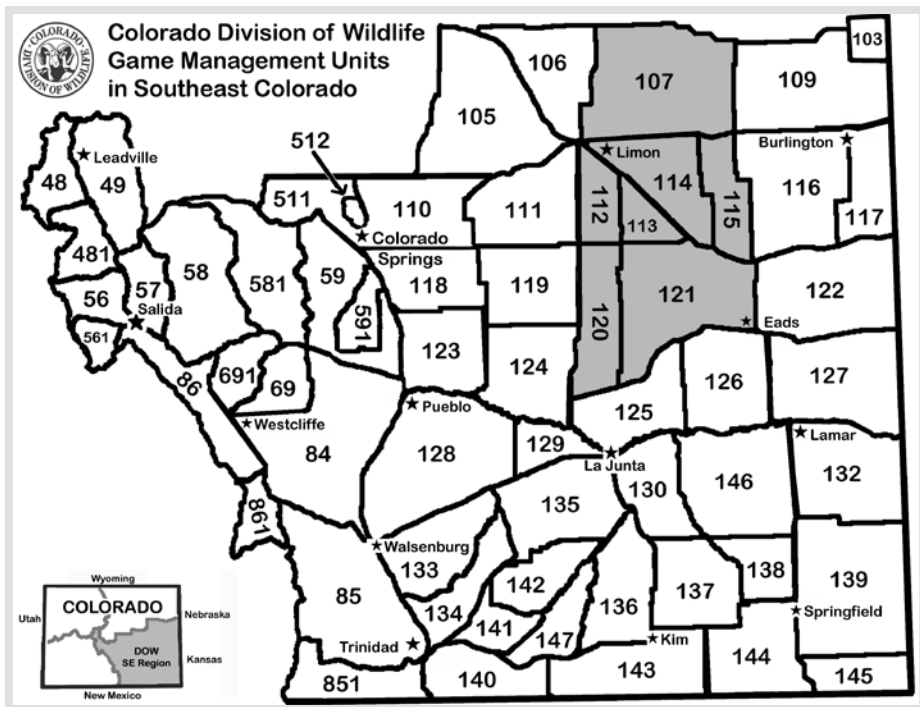 COLORADO
DIVISION OF WILDLIFE
Colorado Division of Wildlife
Game Management Units
in Southeast Colorado
103
106
107
109
105
512
Leadville
Limon
Burlington
48
49
114
116
511
110
111
112
115
117
113
Colorado
Springs
481
58
581
59
118
119
121
122
56
57
Salida
591
120
Eads
561
123
124
126
127
86
691
69
Pueblo
125
Westcliffe
84
128
129
La Junta
Lamar
130
146
132
861
135
Walsenburg
133
142
138
139
85
134
136
137
Springfield
141
147
Kim
Trinidad
144
851
140
143
145
Wyoming
COLORADO
Utah
Nebraska
DOW
SE Region
Kansas
New Mexico